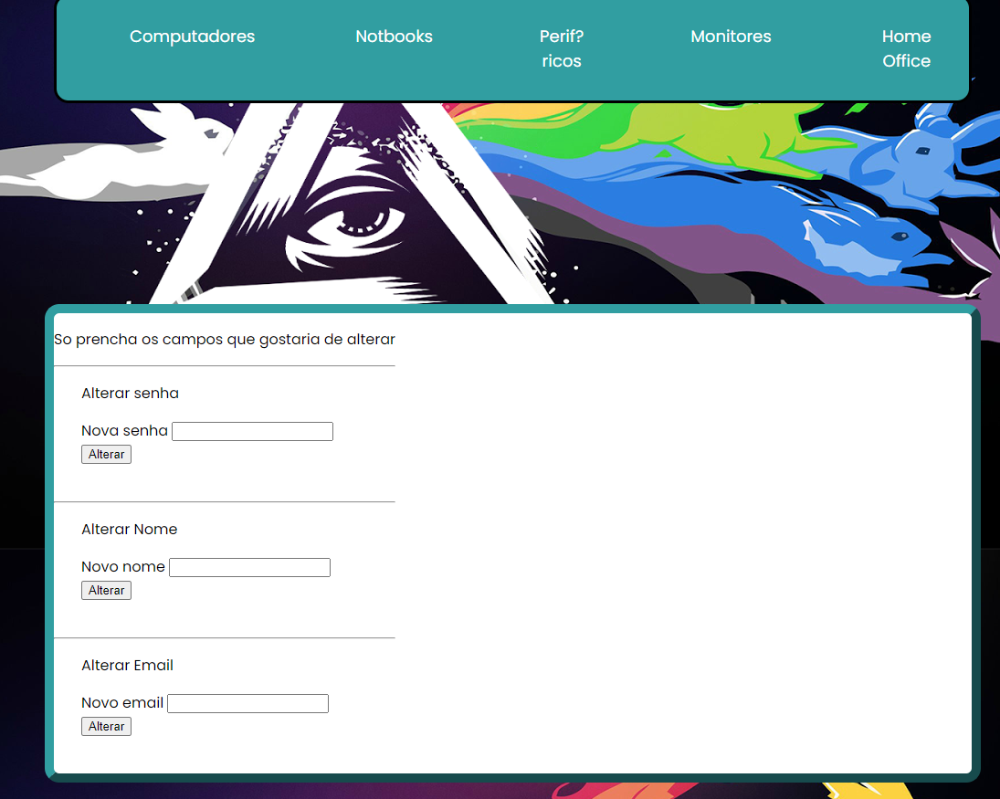 Computadores Notbooks Perif? Monitores Home
ricos Office
So prencha os campos que gostaria de alterar
Alterar senha
Nova senha
Alterar
Alterar Nome
Novo nome
Alterar
Alterar Email
Novo email
Alterar